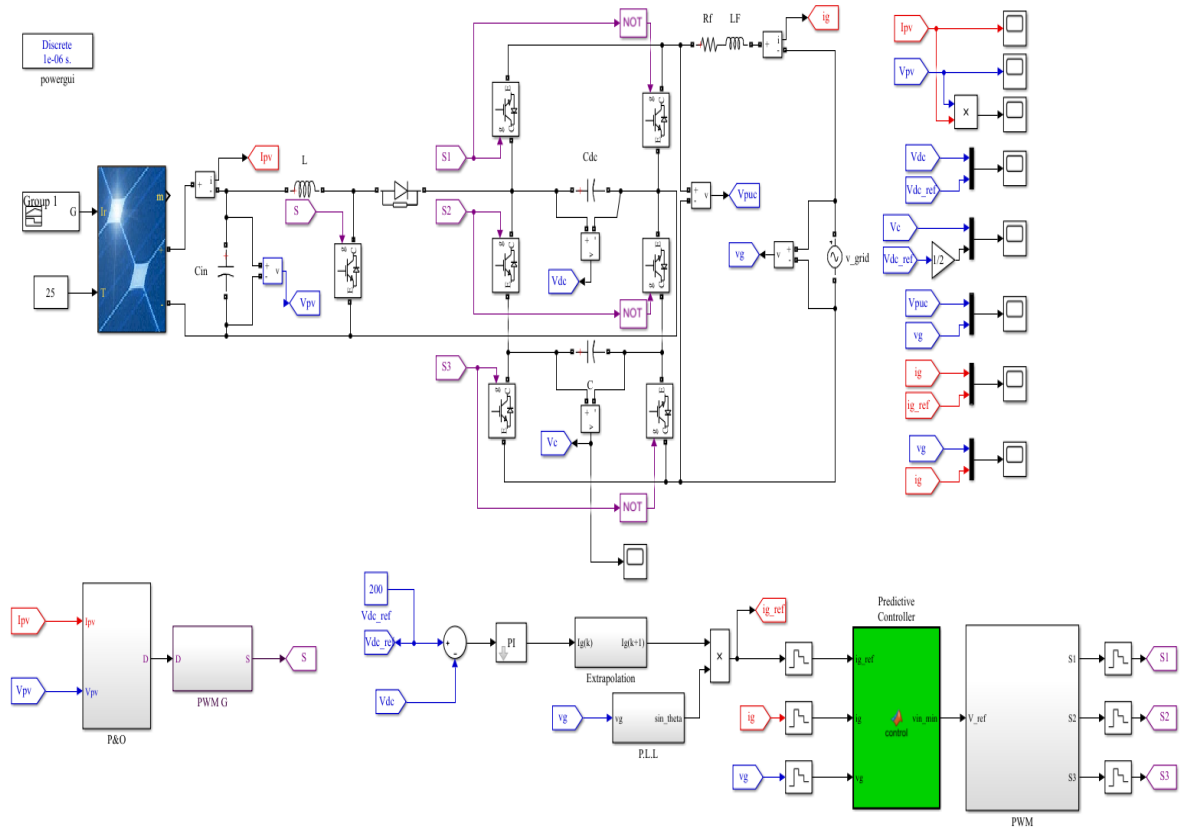 Discrete
1e-06 s.
powergui
Group 1
G
25
Ir
T
m
+
-
Ipv
Cin
Vpv
L
S
S1
S2
S3
NOT
NOT
NOT
Cdc
Vdc
C
Vc
Rf
LF
ig
Vpuc
vg
v_grid
Ipv
Vpv
×
Vdc
Vdc_ref
Vc
Vdc_ref
1/2
Vpuc
vg
ig
ig_ref
vg
ig
Ipv
Vpv
Ipv
Vpv
D
P&O
D
S
PWM G
S
200
Vdc_ref
Vdc_re
Vdc
PI
Ig(k)
Ig(k+1)
Extrapolation
vg
vg
sin_theta
P.L.L
×
ig_ref
ig
vg
Predictive
Controller
ig_ref
ig
vg
vin_min
control
V_ref
S1
S2
S3
PWM
S1
S2
S3